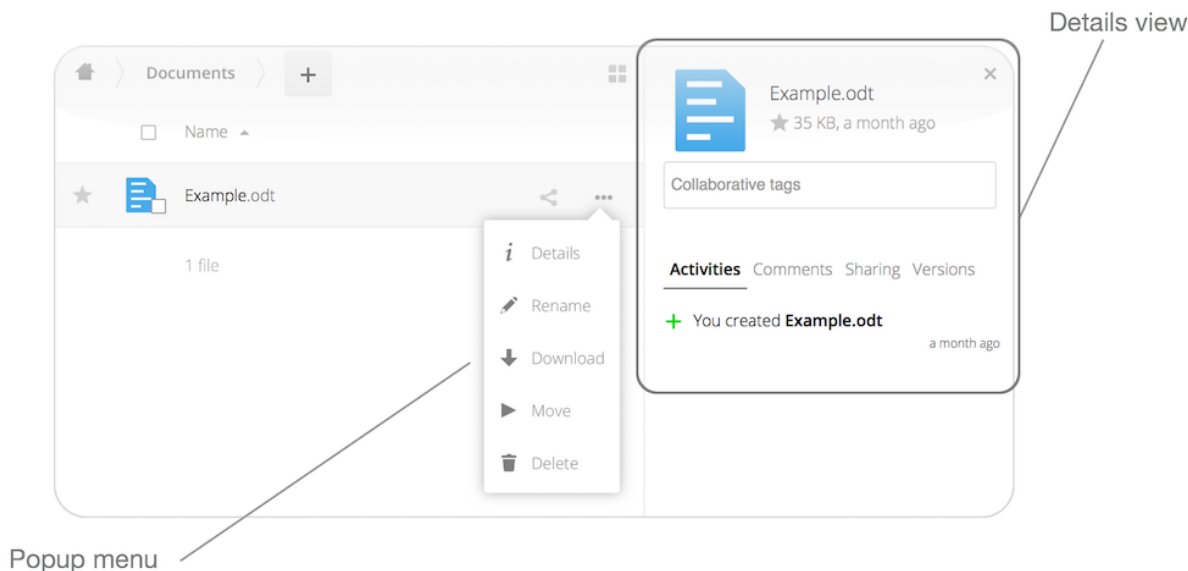 Details view
Documents
+
Example.odt
35 KB, a month ago
Name
Collaborative tags
Example.odt
1 file
Details
Rename
Download
Move
Delete
Activities Comments Sharing Versions
+ You created Example.odt
a month ago
Popup menu